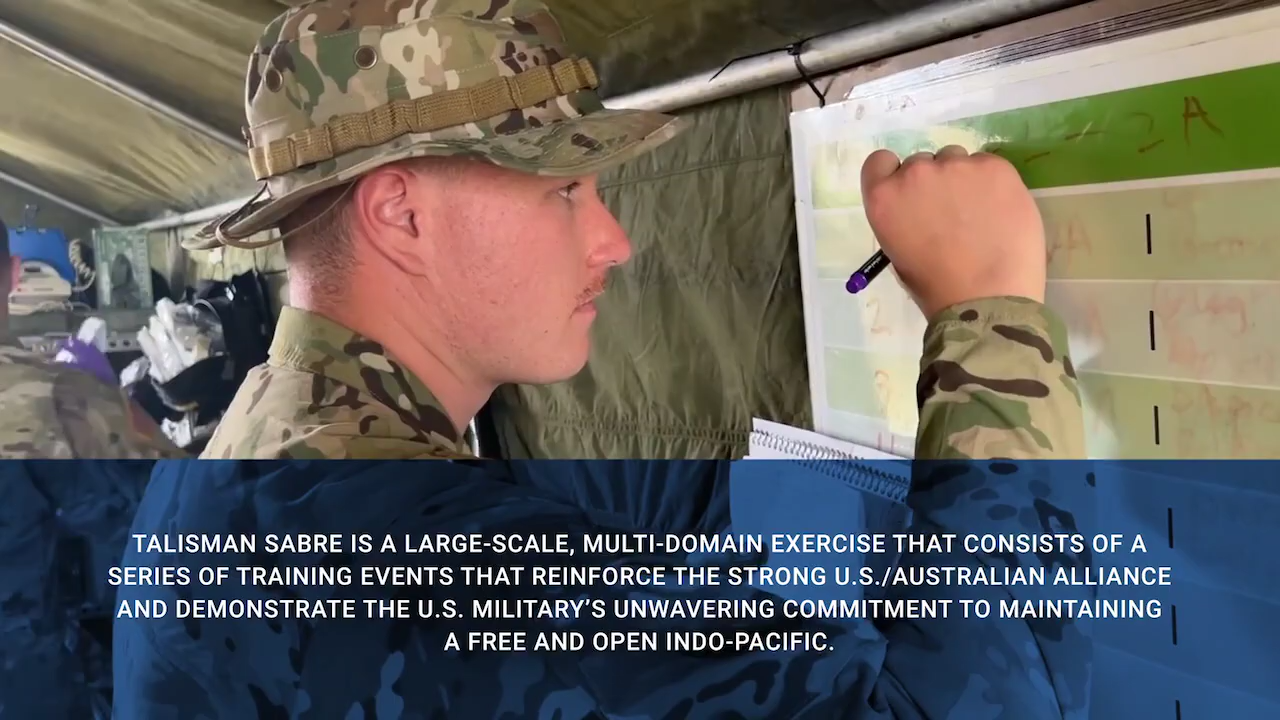 A
2
TALISMAN SABRE IS A LARGE-SCALE, MULTI-DOMAIN EXERCISE THAT CONSISTS OF A
SERIES OF TRAINING EVENTS THAT REINFORCE THE STRONG U.S./AUSTRALIAN ALLIANCE
AND DEMONSTRATE THE U.S. MILITARY’S UNWAVERING COMMITMENT TO MAINTAINING
A FREE AND OPEN INDO-PACIFIC.